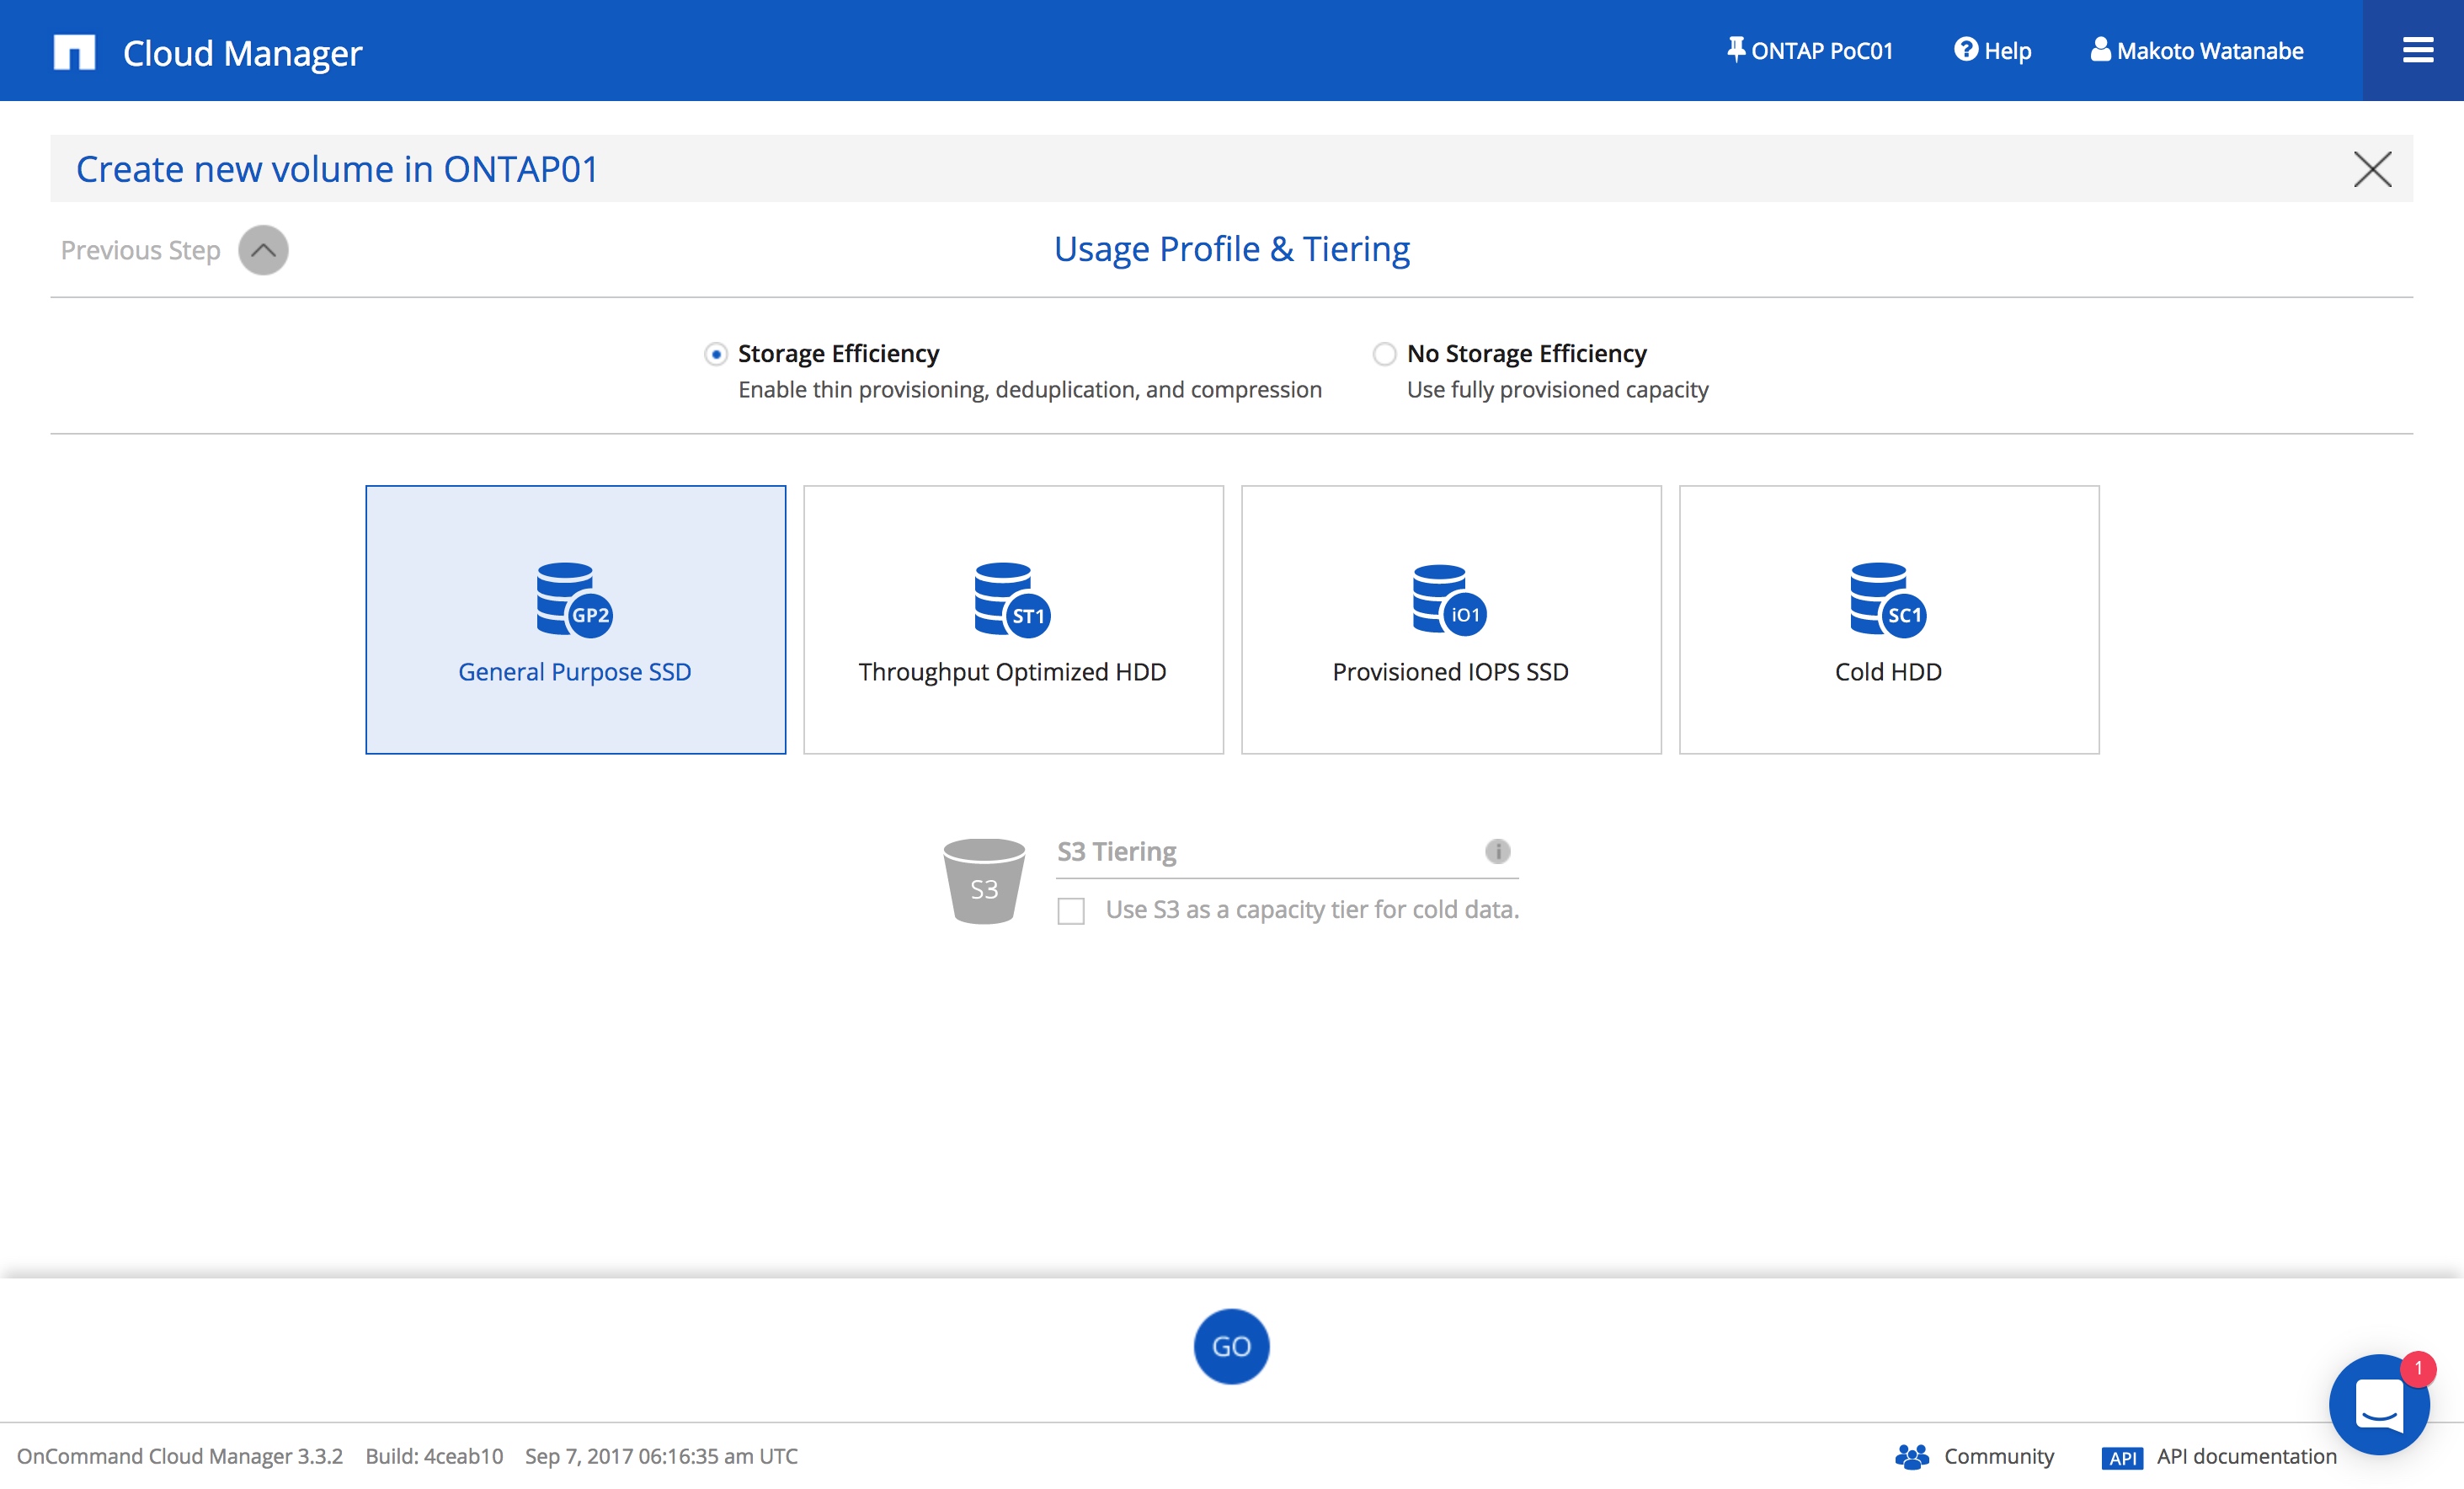 Cloud Manager
ONTAP PoC01
Help
Makoto Watanabe
Create new volume in ONTAP01
Previous Step
Usage Profile & Tiering
Storage Efficiency
Enable thin provisioning, deduplication, and compression
No Storage Efficiency
Use fully provisioned capacity
GP2
General Purpose SSD
ST1
Throughput Optimized HDD
iO1
Provisioned IOPS SSD
SC1
Cold HDD
S3
S3 Tiering
Use S3 as a capacity tier for cold data.
GO
1
OnCommand Cloud Manager 3.3.2 Build: 4ceab10 Sep 7, 2017 06:16:35 am UTC
Community
API API documentation